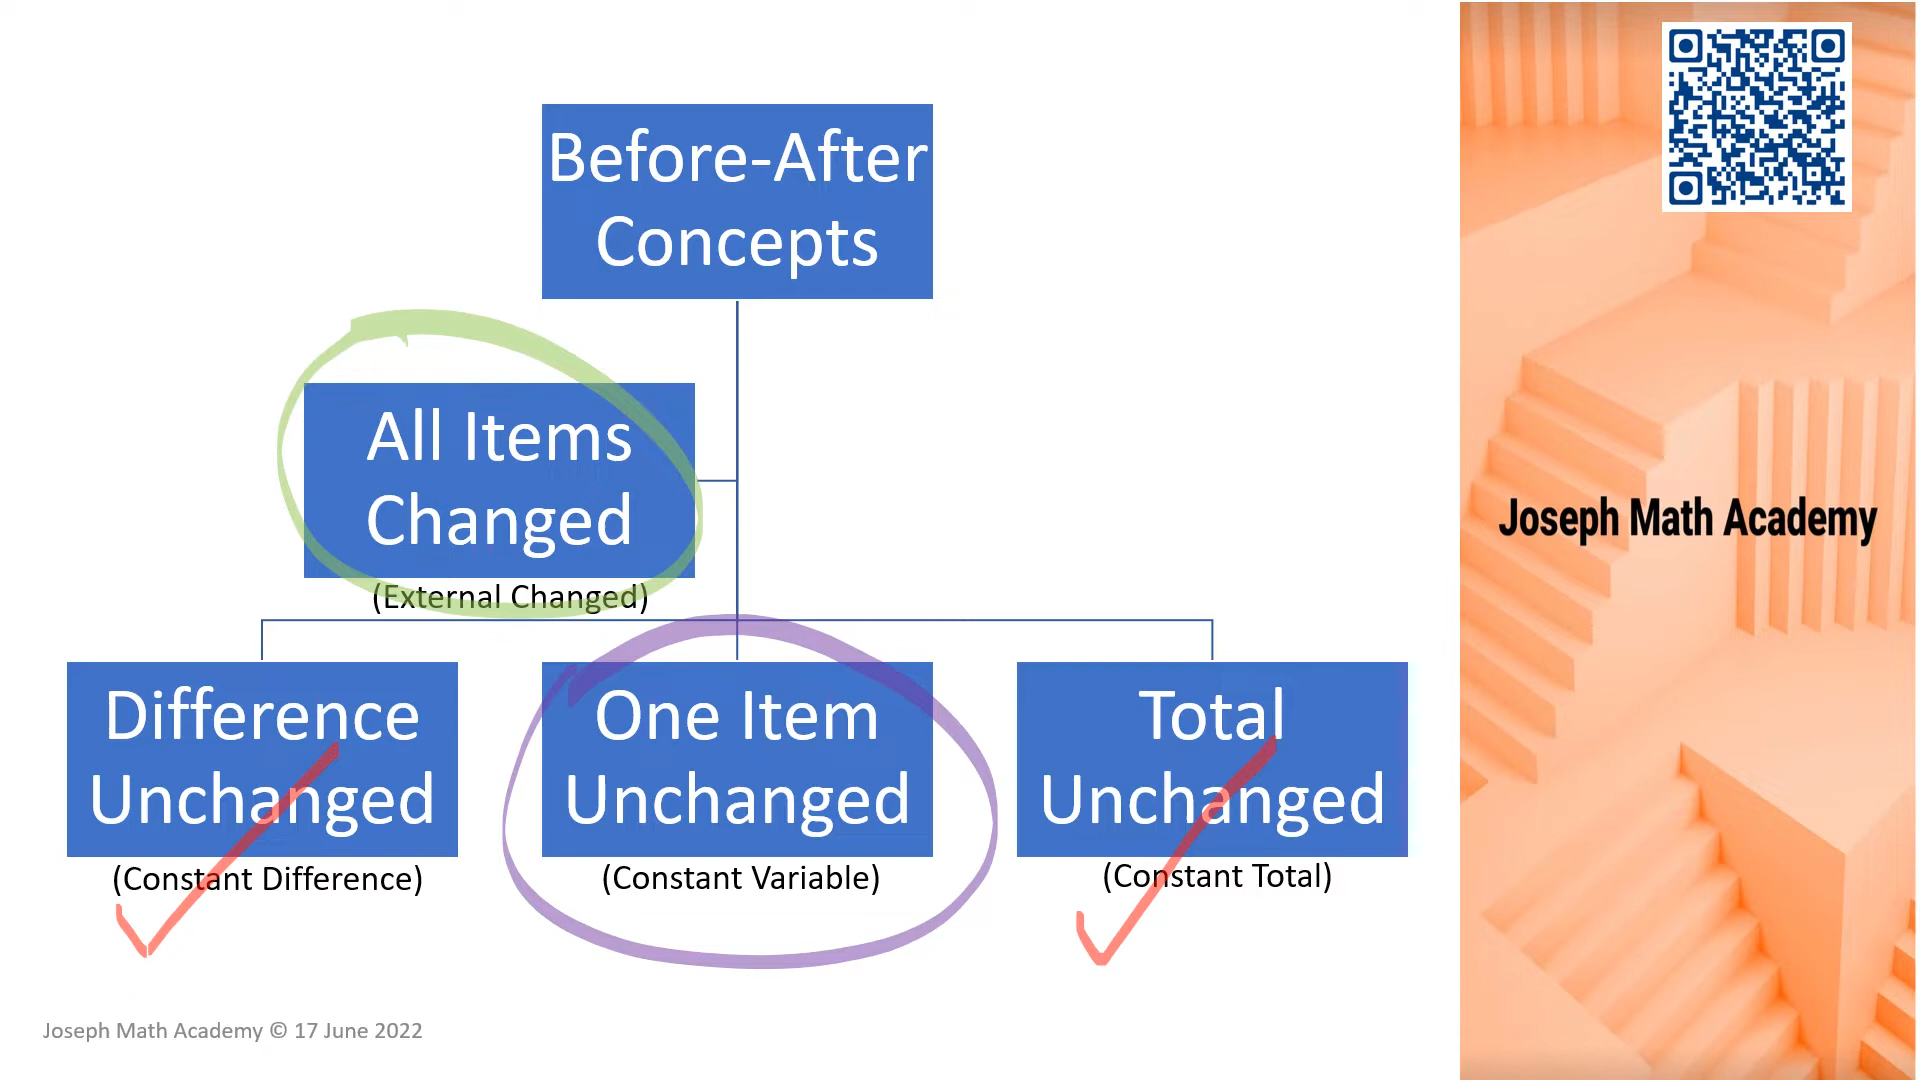 Before-After
Concepts
All Items
Changed
(External Changed)
Difference
Unchanged
(Constant Difference)
One Item
Unchanged
(Constant Variable)
Total
Unchanged
(Constant Total)
Joseph Math Academy
Joseph Math Academy © 17 June 2022